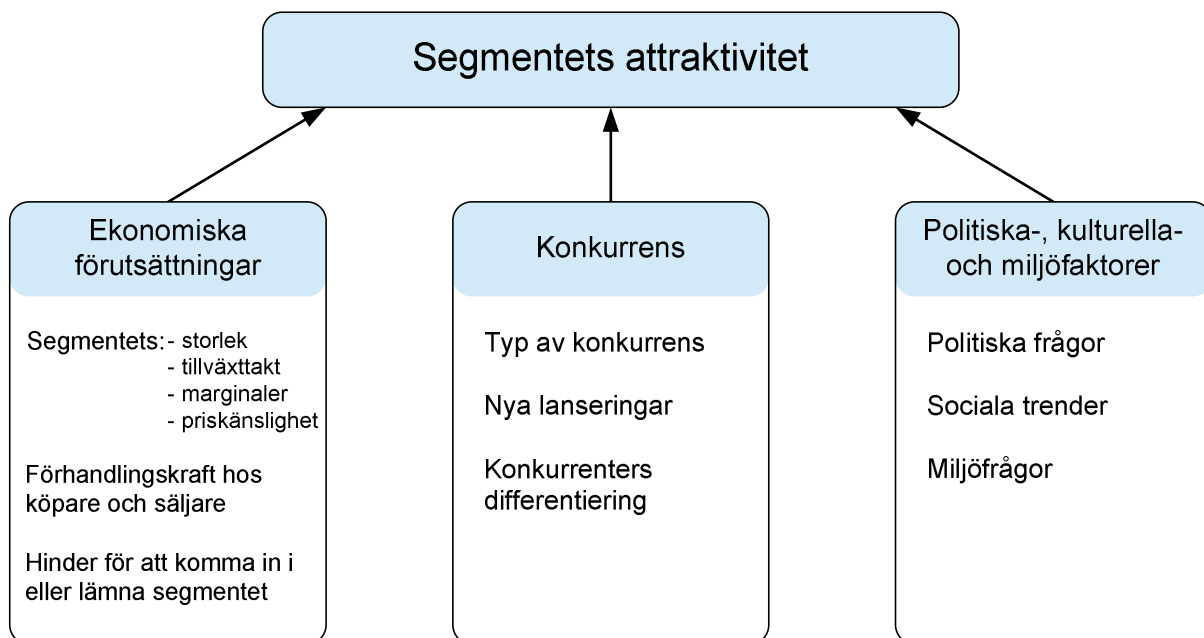 Segmentets attraktivitet
Ekonomiska
förutsättningar
Segmentets: - storlek
- tillväxttakt
- marginaler
- priskänslighet
Förhandlingskraft hos
köpare och säljare
Hinder för att komma in i
eller lämna segmentet
Konkurrens
Typ av konkurrens
Nya lanseringar
Konkurrenters
differentiering
Politiska-, kulturella-
och miljöfaktorer
Politiska frågor
Sociala trender
Miljöfrågor